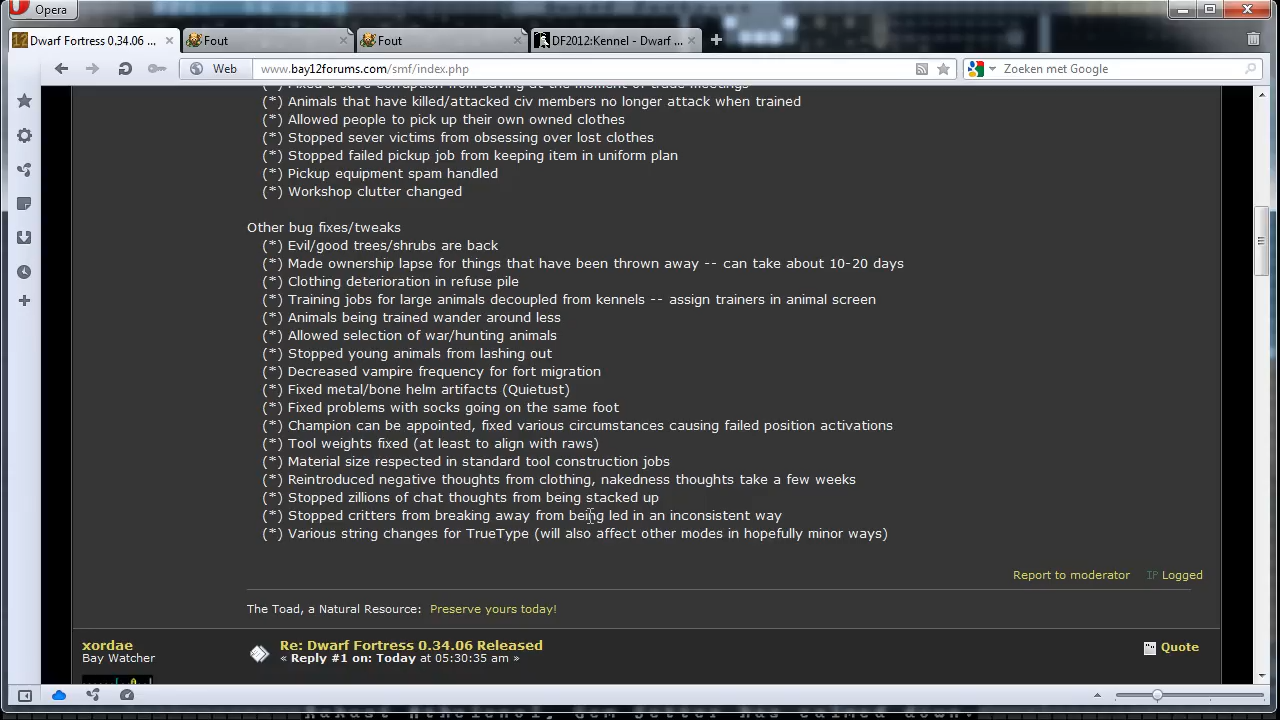 Opera
Dwarf Fortress 0.34.06 ...
Fout
Fout
DF2012:Kennel - Dwarf ...
Web
www.bay12forums.com/smf/index.php
Zoeken met Google
(*) Fixed a save corruption from saving at the moment of trade meetings
(*) Animals that have killed/attacked civ members no longer attack when trained
(*) Allowed people to pick up their own owned clothes
(*) Stopped sever victims from obsessing over lost clothes
(*) Stopped failed pickup job from keeping item in uniform plan
(*) Pickup equipment spam handled
(*) Workshop clutter changed
Other bug fixes/tweaks
(*) Evil/good trees/shrubs are back
(*) Made ownership lapse for things that have been thrown away -- can take about 10-20 days
(*) Clothing deterioration in refuse pile
(*) Training jobs for large animals decoupled from kennels -- assign trainers in animal screen
(*) Animals being trained wander around less
(*) Allowed selection of war/hunting animals
(*) Stopped young animals from lashing out
(*) Decreased vampire frequency for fort migration
(*) Fixed metal/bone helm artifacts (Quietust)
(*) Fixed problems with socks going on the same foot
(*) Champion can be appointed, fixed various circumstances causing failed position activations
(*) Tool weights fixed (at least to align with raws)
(*) Material size respected in standard tool construction jobs
(*) Reintroduced negative thoughts from clothing, nakedness thoughts take a few weeks
(*) Stopped zillions of chat thoughts from being stacked up
(*) Stopped critters from breaking away from being led in an inconsistent way
(*) Various string changes for TrueType (will also affect other modes in hopefully minor ways)
Report to moderator IP Logged
The Toad, a Natural Resource: Preserve yours today!
xordae
Bay Watcher
Re: Dwarf Fortress 0.34.06 Released
« Reply #1 on: Today at 05:30:35 am »
Quote